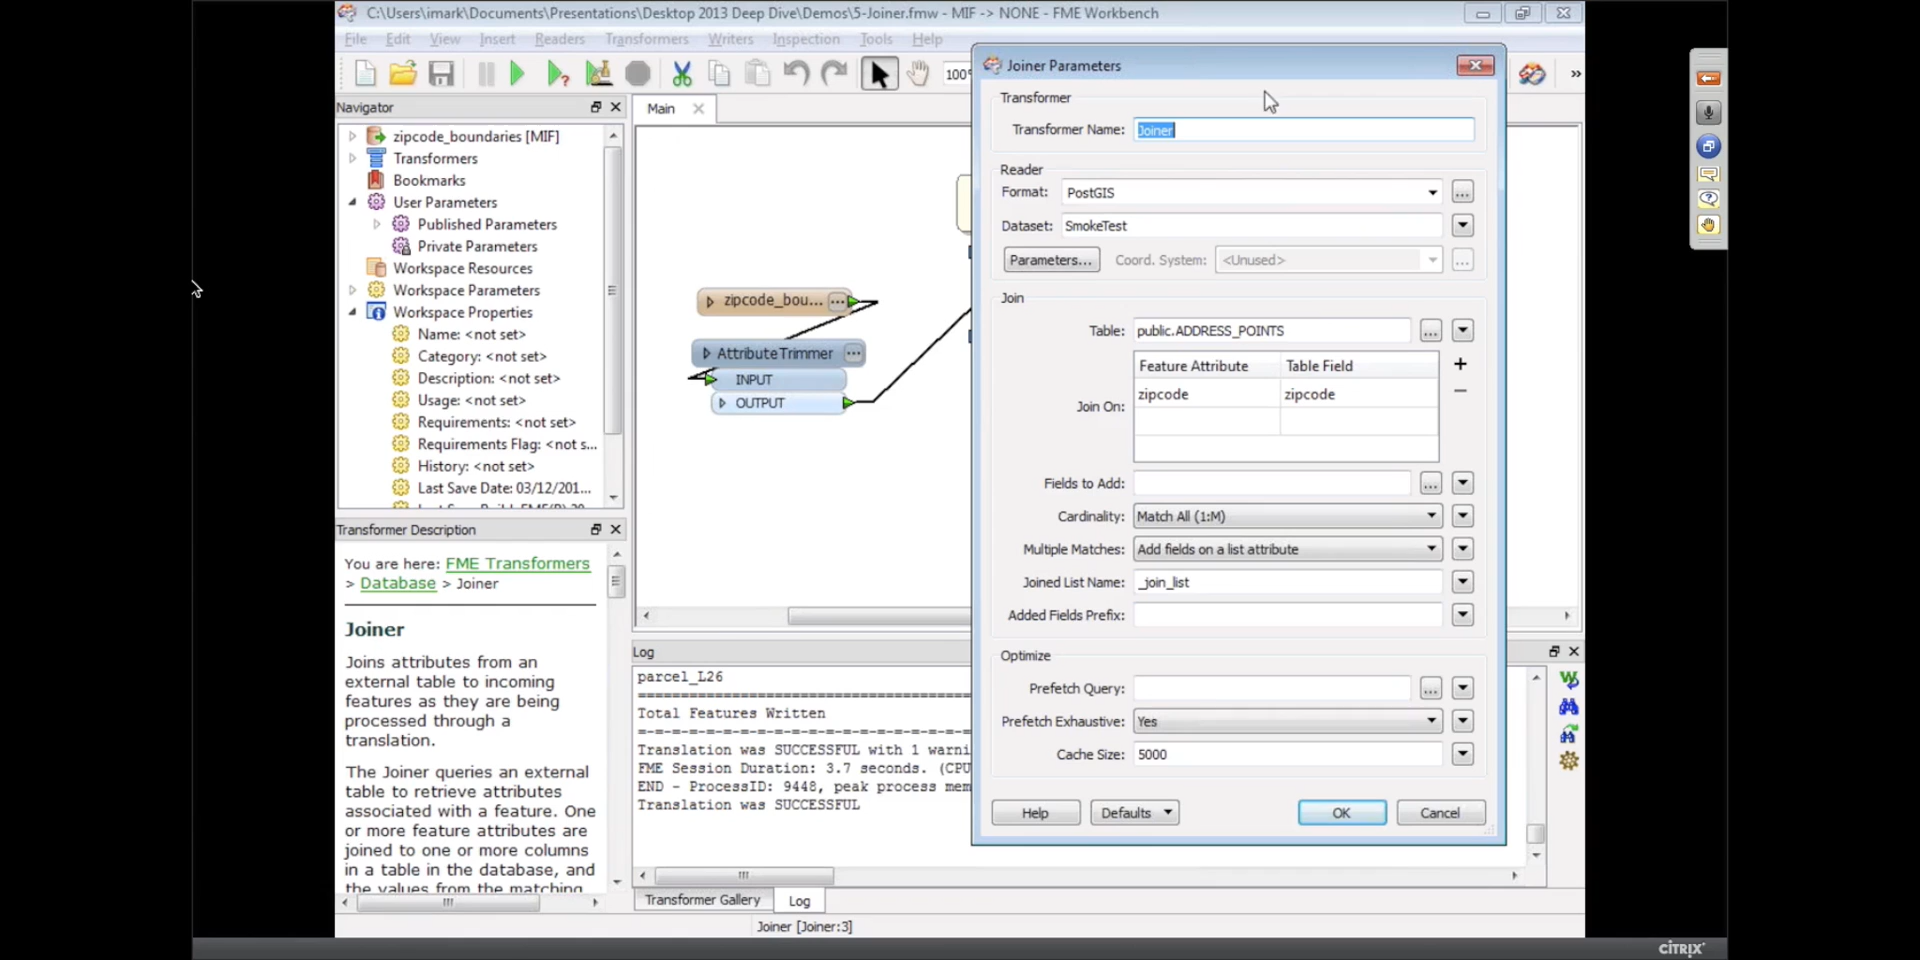 C:\Users\imark\Documents\Presentations\Desktop 2013 Deep Dive\Demos\5-Joiner.fmw - MIF -> NONE - FME Workbench
File Edit View Insert Readers Transformers Writers Inspection Tools Help
100%
Navigator
zipcode_boundaries [MIF]
Transformers
Bookmarks
User Parameters
Published Parameters
Private Parameters
Workspace Resources
Workspace Parameters
Workspace Properties
Name: <not set>
Category: <not set>
Description: <not set>
Usage: <not set>
Requirements: <not set>
Requirements Flag: <not s...
History: <not set>
Last Save Date: 03/12/201...
Transformer Description
You are here: FME Transformers
> Database > Joiner
Joiner
Joins attributes from an
external table to incoming
features as they are being
processed through a
translation.
The Joiner queries an external
table to retrieve attributes
associated with a feature. One
or more feature attributes are
joined to one or more columns
in a table in the database, and
the values from the matching
Main
zipcode_bou...
AttributeTrimmer
INPUT
OUTPUT
Log
parcel_L26
==============================
Total Features Written
=-=-=-=-=-=-=-=-=-=-=-=-=-=-=-
Translation was SUCCESSFUL with 1 warni
FME Session Duration: 3.7 seconds. (CPU
END - ProcessID: 9448, peak process mem
Translation was SUCCESSFUL
Transformer Gallery
Log
Joiner [Joiner:3]
Joiner Parameters
Transformer
Transformer Name: Joiner
Reader
Format: PostGIS
Dataset: SmokeTest
Parameters... Coord. System: <Unused>
Join
Table: public.ADDRESS_POINTS
Feature Attribute Table Field
zipcode zipcode
Join On:
Fields to Add:
Cardinality: Match All (1:M)
Multiple Matches: Add fields on a list attribute
Joined List Name: _join_list
Added Fields Prefix:
Optimize
Prefetch Query:
Prefetch Exhaustive: Yes
Cache Size: 5000
Help Defaults OK Cancel
CITRIX